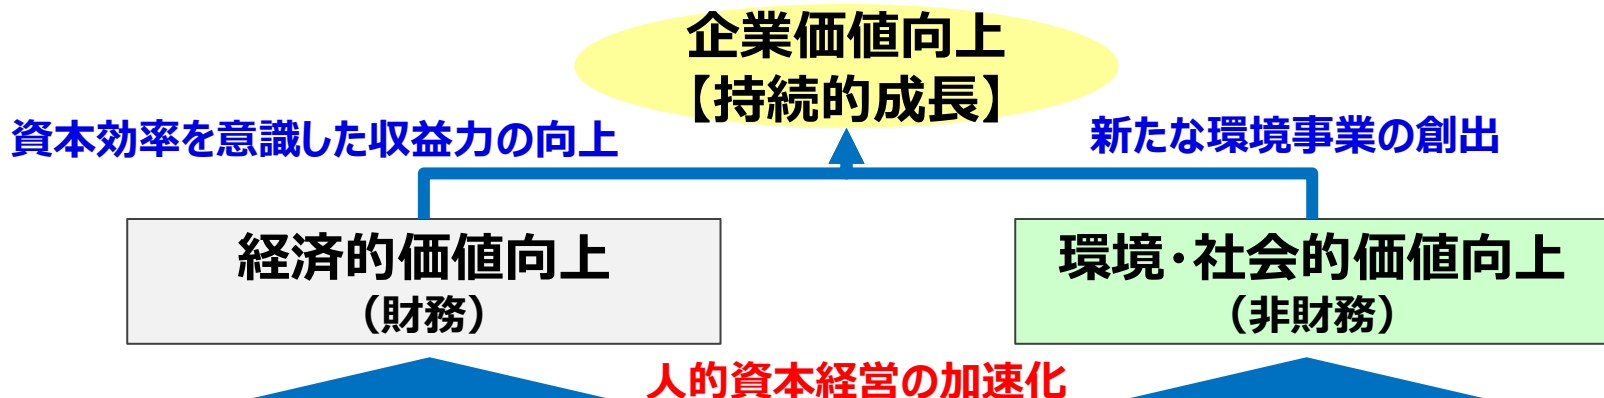 企業価値向上
【持続的成長】
資本効率を意識した収益力の向上
新たな環境事業の創出
経済的価値向上
（財務）
環境・社会的価値向上
（非財務）
人的資本経営の加速化